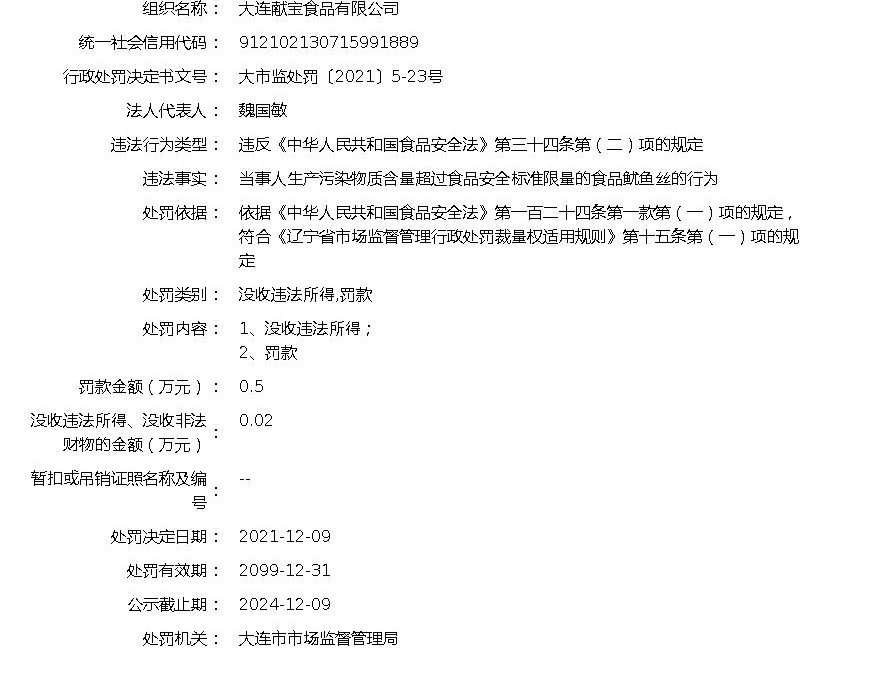 组织名称： 大连献宝食品有限公司
统一社会信用代码： 912102130715991889
行政处罚决定书文号： 大市监处罚〔2021〕5-23号
法人代表人： 魏国敏
违法行为类型： 违反《中华人民共和国食品安全法》第三十四条第（二）项的规定
违法事实： 当事人生产污染物质含量超过食品安全标准限量的食品鱿鱼丝的行为
处罚依据： 依据《中华人民共和国食品安全法》第一百二十四条第一款第（一）项的规定，
符合《辽宁省市场监督管理行政处罚裁量权适用规则》第十五条第（一）项的规
定
处罚类别： 没收违法所得,罚款
处罚内容： 1、没收违法所得；
2、罚款
罚款金额（万元）： 0.5
没收违法所得、没收非法 0.02
财物的金额（万元）：
暂扣或吊销证照名称及编 --
号：
处罚决定日期： 2021-12-09
处罚有效期： 2099-12-31
公示截止期： 2024-12-09
处罚机关： 大连市市场监督管理局